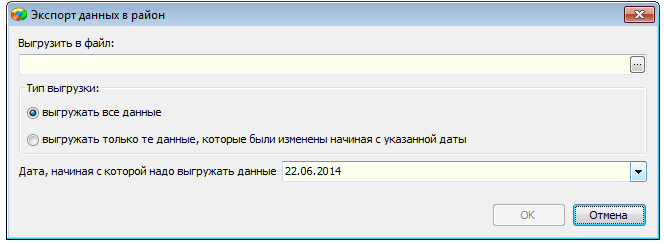 Экспорт данных в район
Выгрузить в файл:
...
Тип выгрузки:
выгружать все данные
выгружать только те данные, которые были изменены начиная с указанной даты
Дата, начиная с которой надо выгружать данные 22.06.2014
OK Отмена